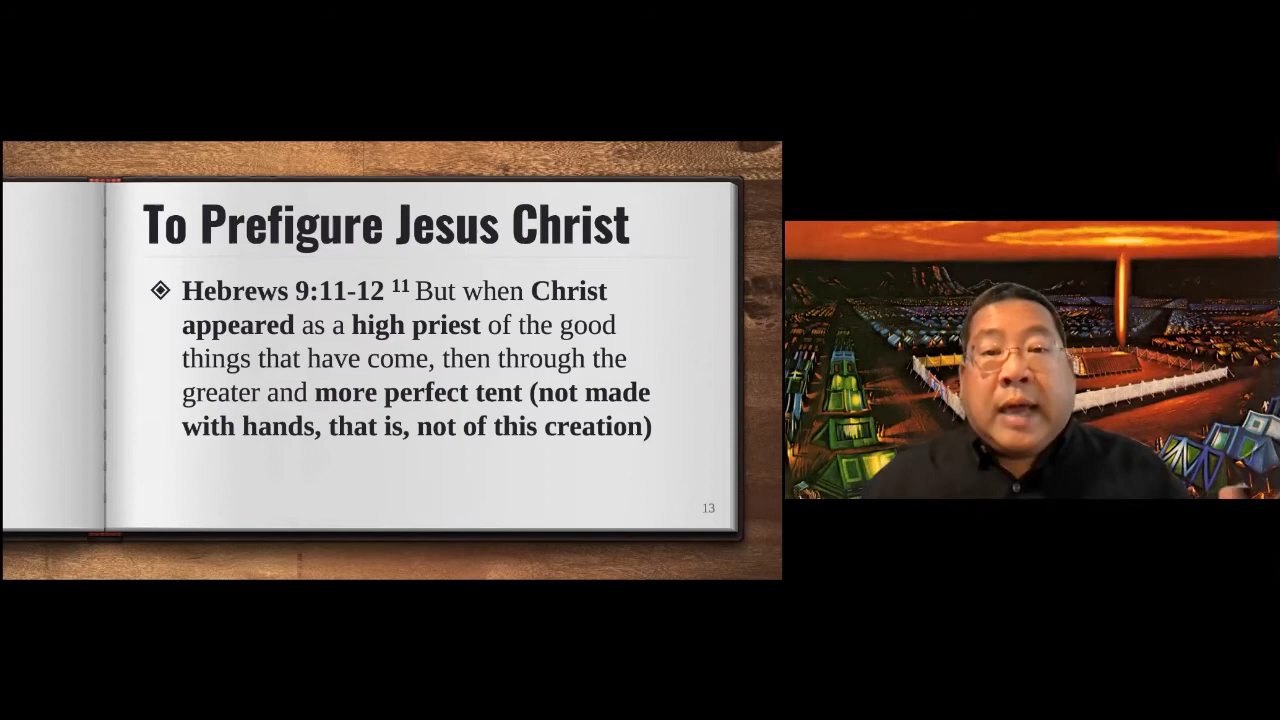 To Prefigure Jesus Christ
Hebrews 9:11-12 ¹¹ But when Christ
appeared as a high priest of the good
things that have come, then through the
greater and more perfect tent (not made
with hands, that is, not of this creation)
13